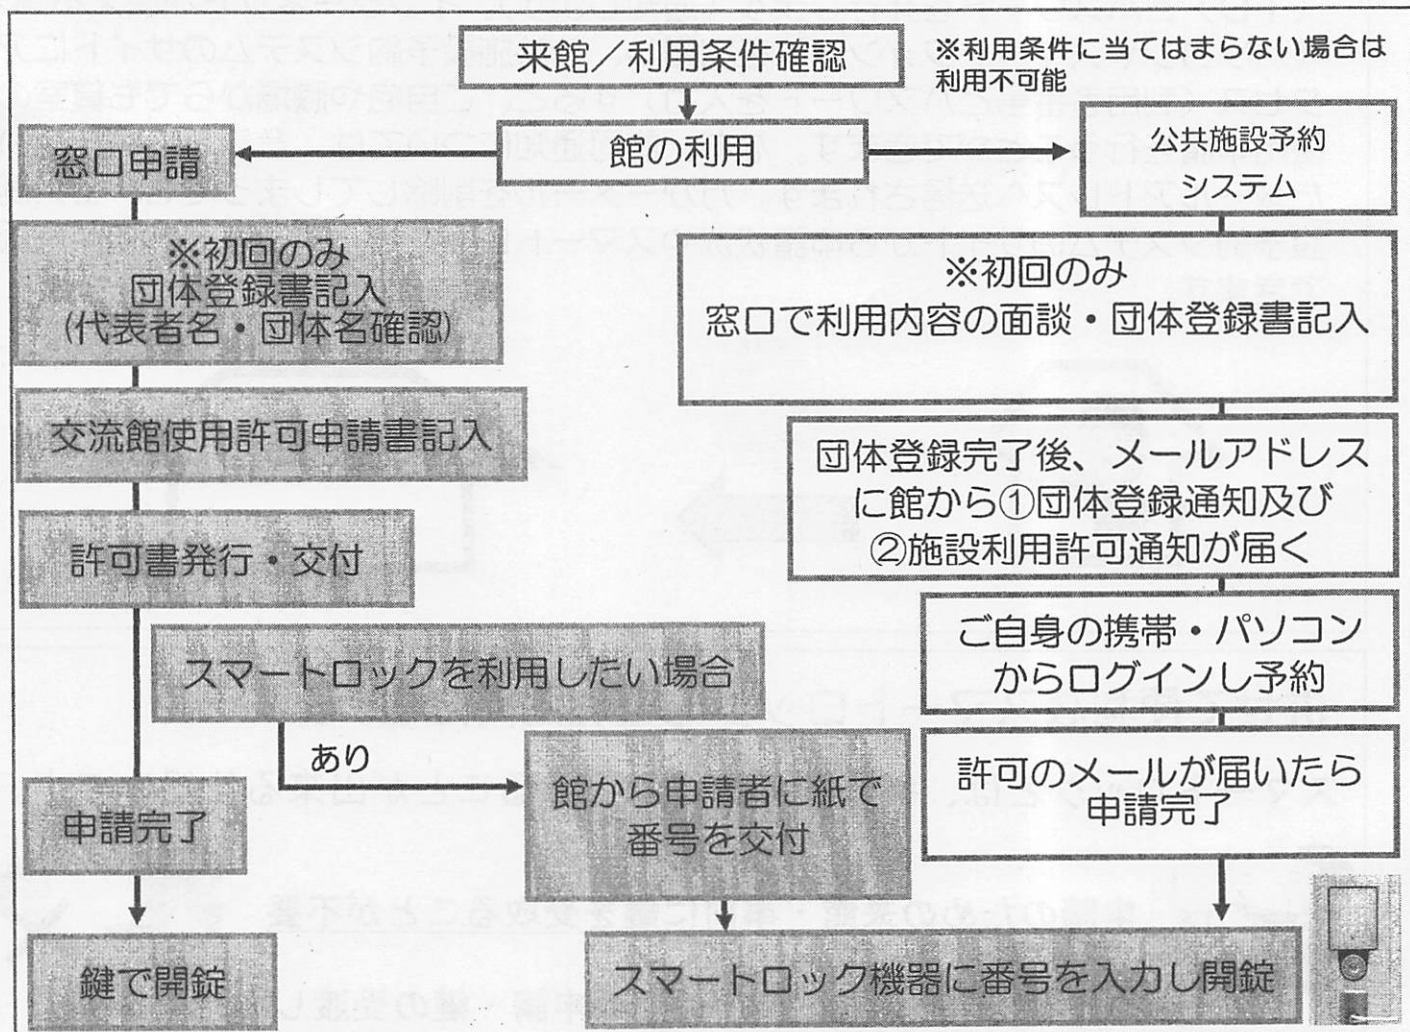 来館／利用条件確認
※利用条件に当てはまらない場合は
利用不可能
館の利用
窓口申請
公共施設予約
システム
※初回のみ
団体登録書記入
(代表者名・団体名確認)
※初回のみ
窓口で利用内容の面談・団体登録書記入
交流館使用許可申請書記入
団体登録完了後、メールアドレス
に館から①団体登録通知及び
②施設利用許可通知が届く
許可書発行・交付
ご自身の携帯・パソコン
からログインし予約
スマートロックを利用したい場合
あり
館から申請者に紙で
番号を交付
許可のメールが届いたら
申請完了
申請完了
鍵で開錠
スマートロック機器に番号を入力し開錠